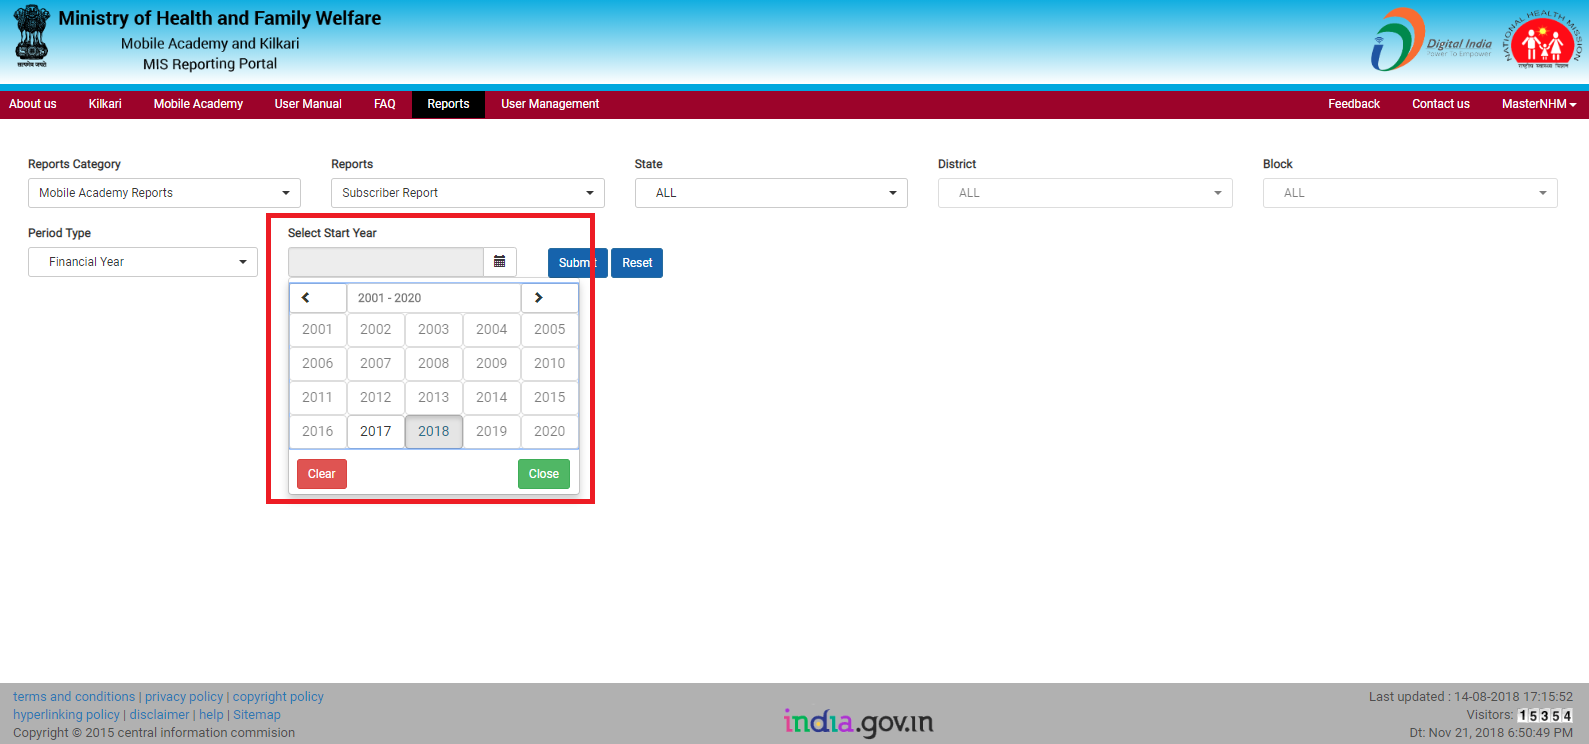 Ministry of Health and Family Welfare
Mobile Academy and Kilkari
MIS Reporting Portal
सत्यमेव जयते
Digital India
Power To Empower
NATIONAL HEALTH MISSION
About us Kilkari Mobile Academy User Manual FAQ Reports User Management Feedback Contact us MasterNHM
Reports Category Reports State District Block
Mobile Academy Reports Subscriber Report ALL ALL ALL
Period Type Select Start Year
Financial Year Submit Reset
2001 - 2020
2001 2002 2003 2004 2005
2006 2007 2008 2009 2010
2011 2012 2013 2014 2015
2016 2017 2018 2019 2020
Clear Close
terms and conditions | privacy policy | copyright policy
hyperlinking policy | disclaimer | help | Sitemap
Copyright © 2015 central information commision
india.gov.in
Last updated : 14-08-2018 17:15:52
Visitors: 15354
Dt: Nov 21, 2018 6:50:49 PM